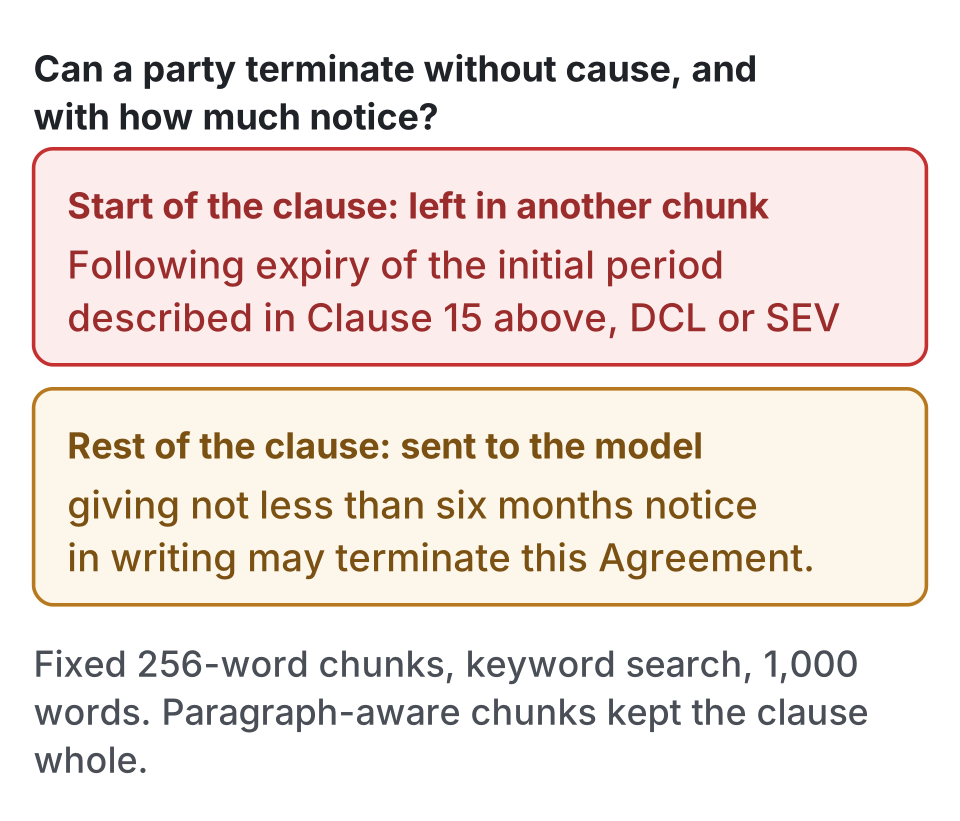 Can a party terminate without cause, and
with how much notice?
Start of the clause: left in another chunk
Following expiry of the initial period
described in Clause 15 above, DCL or SEV
Rest of the clause: sent to the model
giving not less than six months notice
in writing may terminate this Agreement.
Fixed 256-word chunks, keyword search, 1,000
words. Paragraph-aware chunks kept the clause
whole.